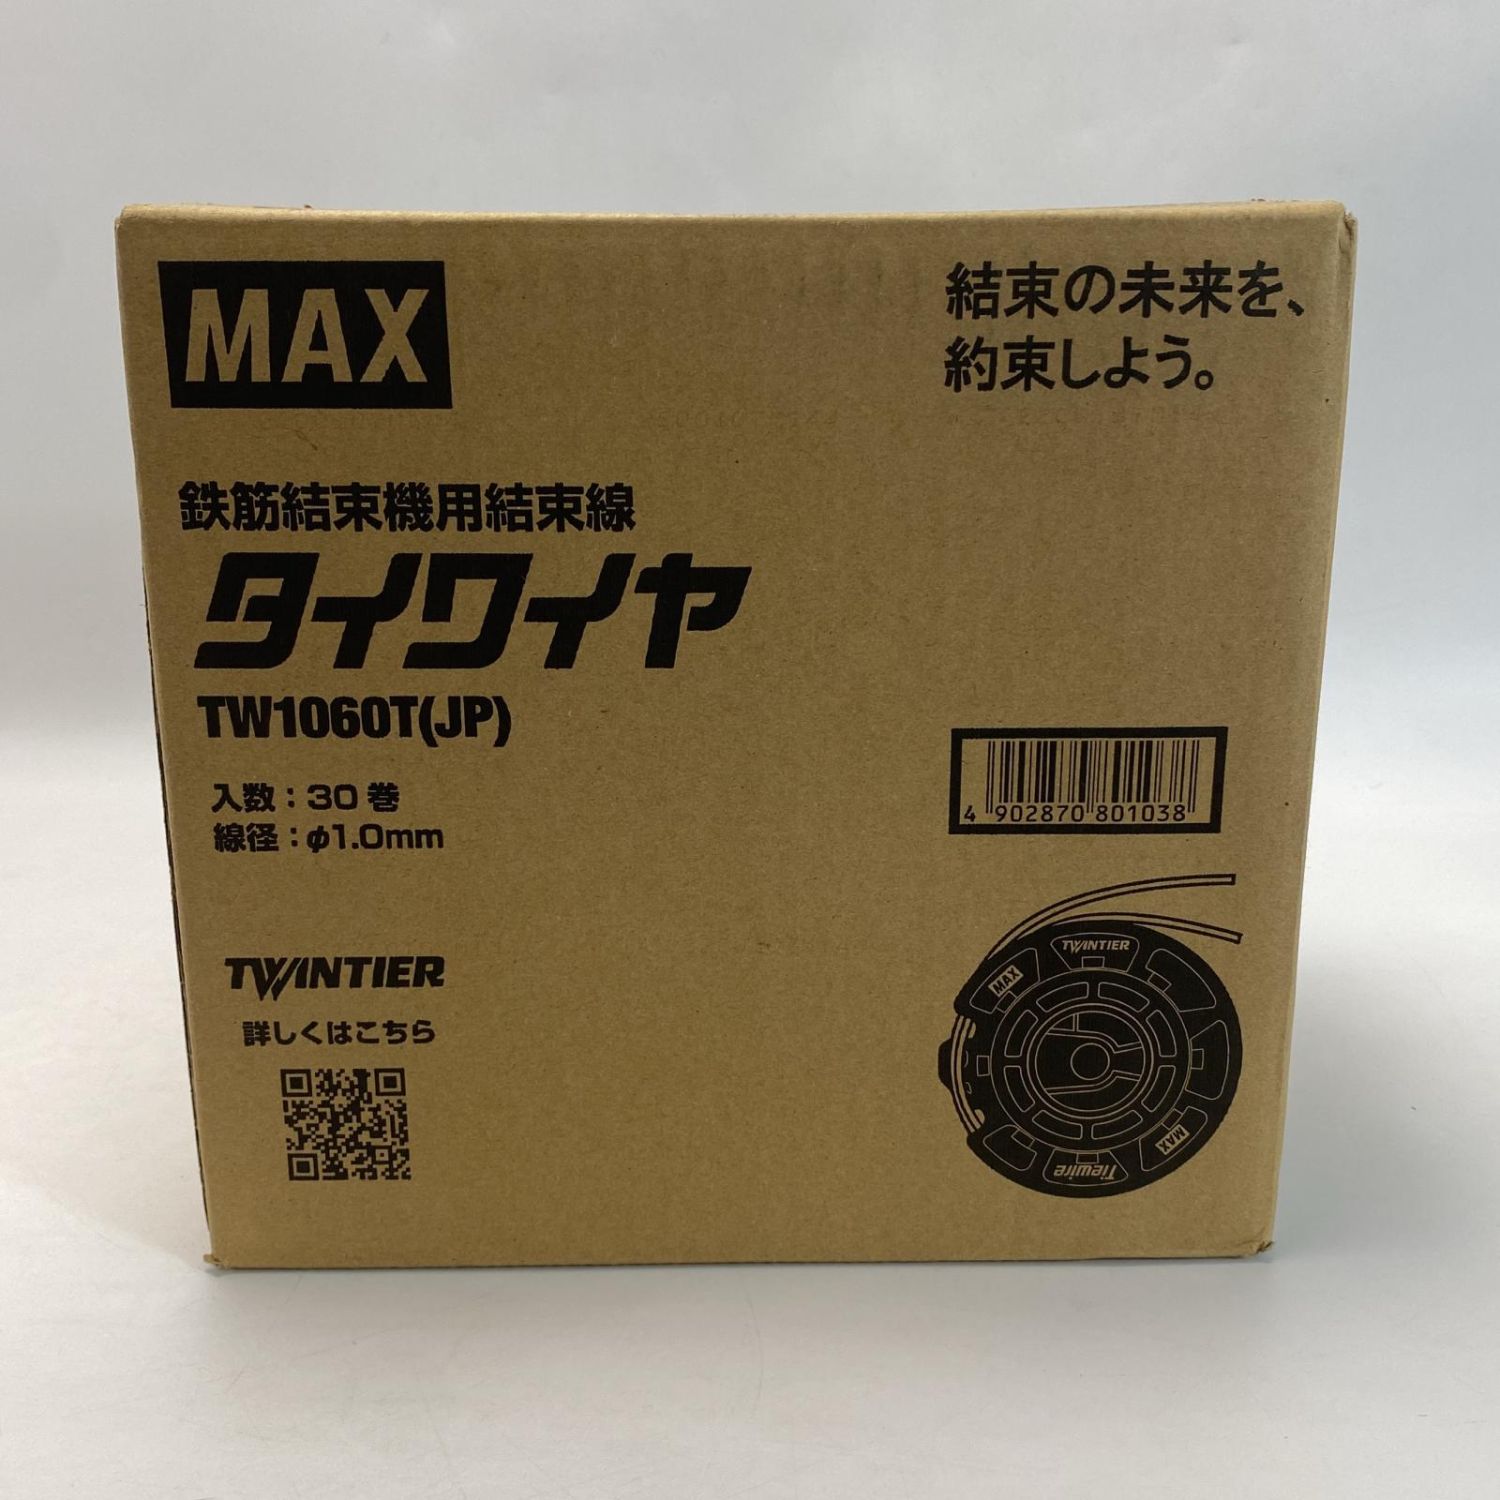 MAX
結束の未来を、
約束しよう。
鉄筋結束機用結束線
タイワイヤ
TW1060T(JP)
入数：30 巻
線径：φ1.0mm
4 902870 801038
TWINTIER
詳しくはこちら
TWINTIER
MAX
MAX
Tiewire